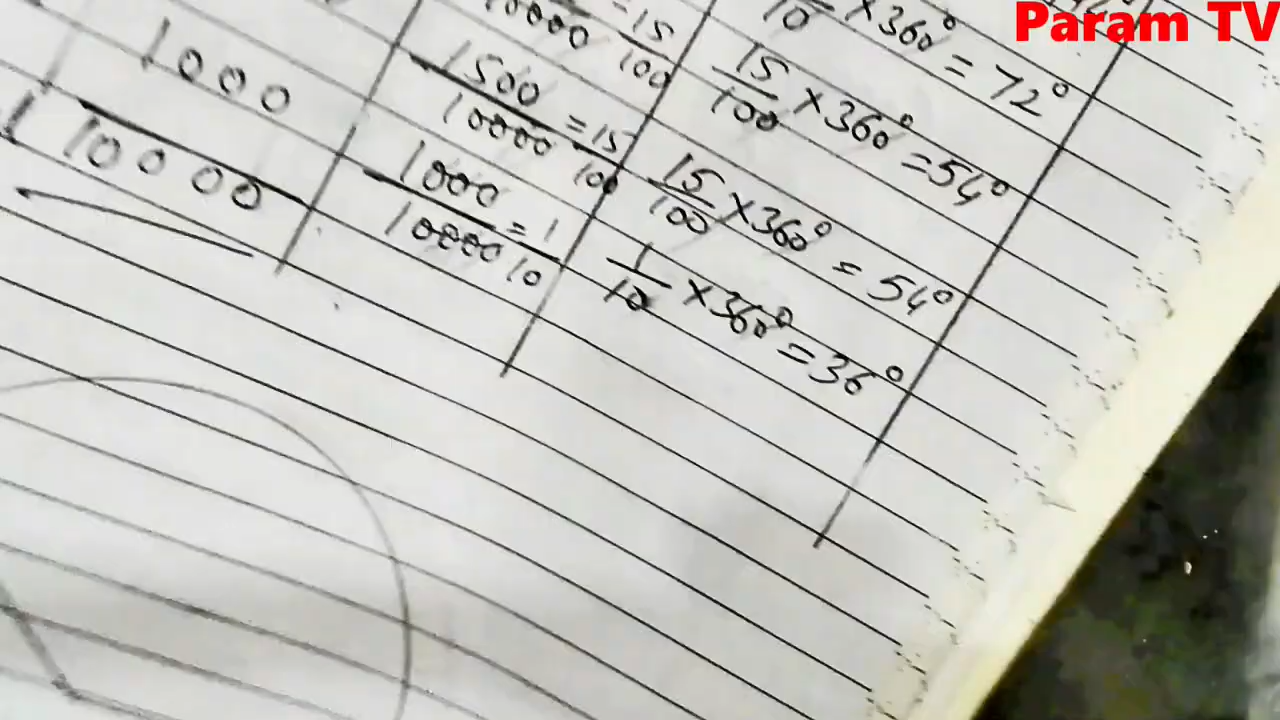 Param TV
×360° = 72°
10
10000 = 15/100
15/100 ×360° = 54°
1000
1500/10000 = 15/100
15/100 ×360° = 54°
10000
1000/10000 = 1/10
1/10 ×360° = 36°